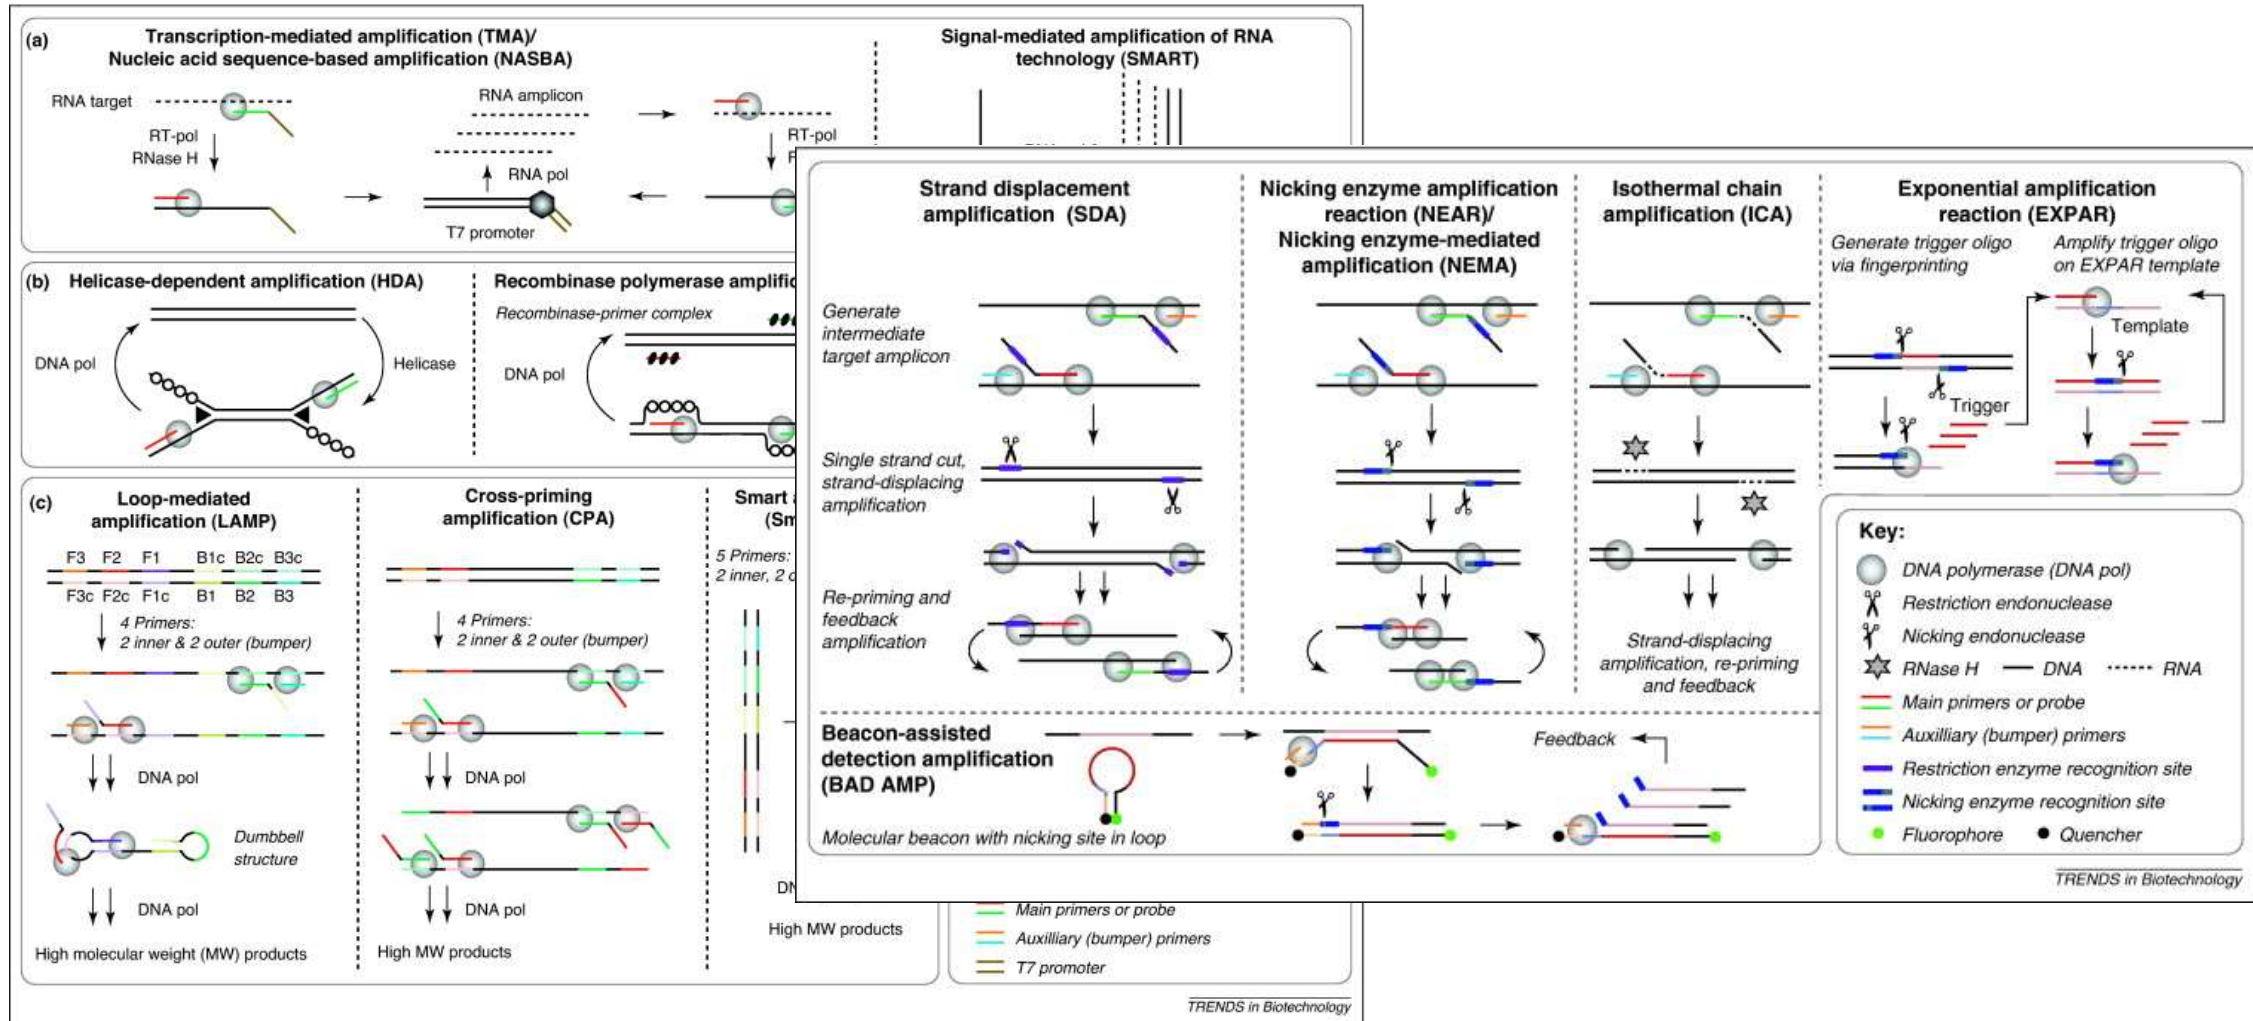 (a)
Transcription-mediated amplification (TMA)/
Nucleic acid sequence-based amplification (NASBA)
RNA target
RT-pol
RNase H
RNA amplicon
RNA pol
T7 promoter
RT-pol
Signal-mediated amplification of RNA
technology (SMART)
(b)
Helicase-dependent amplification (HDA)
DNA pol
Helicase
Recombinase polymerase
Recombinase-primer complex
DNA pol
(c)
Loop-mediated
amplification (LAMP)
F3 F2 F1 B1c B2c B3c
F3c F2c F1c B1 B2 B3
4 Primers:
2 inner & 2 outer (bumper)
DNA pol
Dumbbell
structure
DNA pol
High molecular weight (MW) products
Cross-priming
amplification (CPA)
4 Primers:
2 inner & 2 outer (bumper)
DNA pol
DNA pol
High MW products
Smart
5 Primers:
2 inner, 2
High MW products
Main primers or probe
Auxilliary (bumper) primers
T7 promoter
TRENDS in Biotechnology
Strand displacement
amplification (SDA)
Generate
intermediate
target amplicon
Single strand cut,
strand-displacing
amplification
Re-priming and
feedback
amplification
Nicking enzyme amplification
reaction (NEAR)/
Nicking enzyme-mediated
amplification (NEMA)
Isothermal chain
amplification (ICA)
Strand-displacing
amplification, re-priming
and feedback
Exponential amplification
reaction (EXPAR)
Generate trigger oligo
via fingerprinting
Amplify trigger oligo
on EXPAR template
Template
Trigger
Beacon-assisted
detection amplification
(BAD AMP)
Molecular beacon with nicking site in loop
Feedback
Key:
DNA polymerase (DNA pol)
Restriction endonuclease
Nicking endonuclease
RNase H DNA RNA
Main primers or probe
Auxilliary (bumper) primers
Restriction enzyme recognition site
Nicking enzyme recognition site
Fluorophore Quencher
TRENDS in Biotechnology